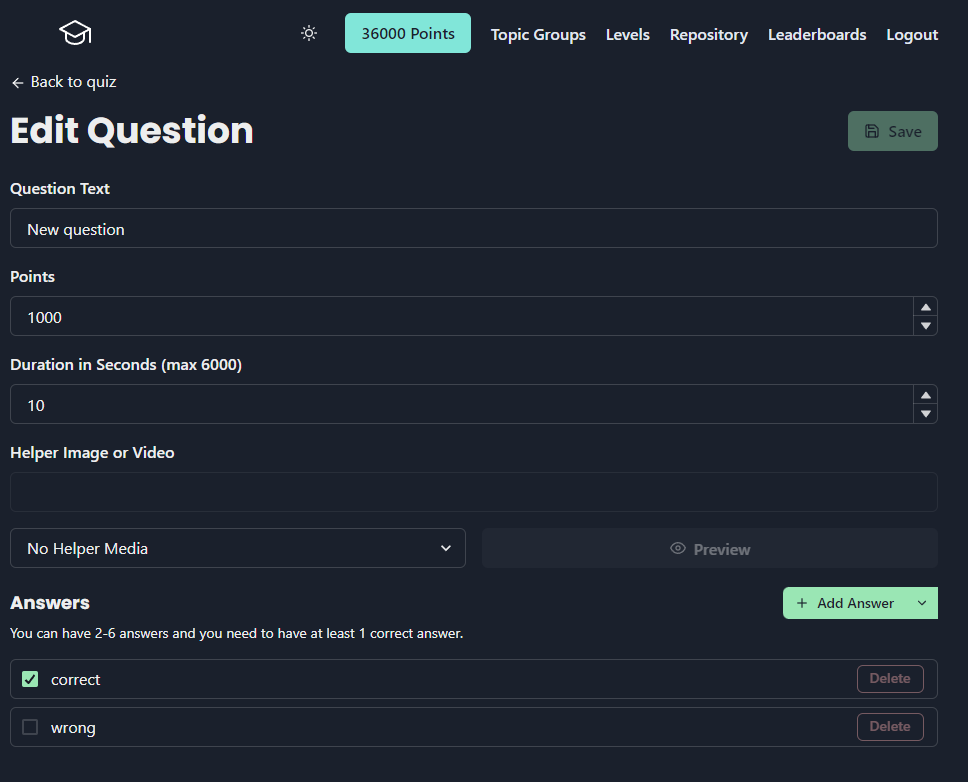 36000 Points Topic Groups Levels Repository Leaderboards Logout
Back to quiz
Edit Question
Save
Question Text
New question
Points
1000
Duration in Seconds (max 6000)
10
Helper Image or Video
No Helper Media
Preview
Answers
Add Answer
You can have 2-6 answers and you need to have at least 1 correct answer.
correct Delete
wrong Delete